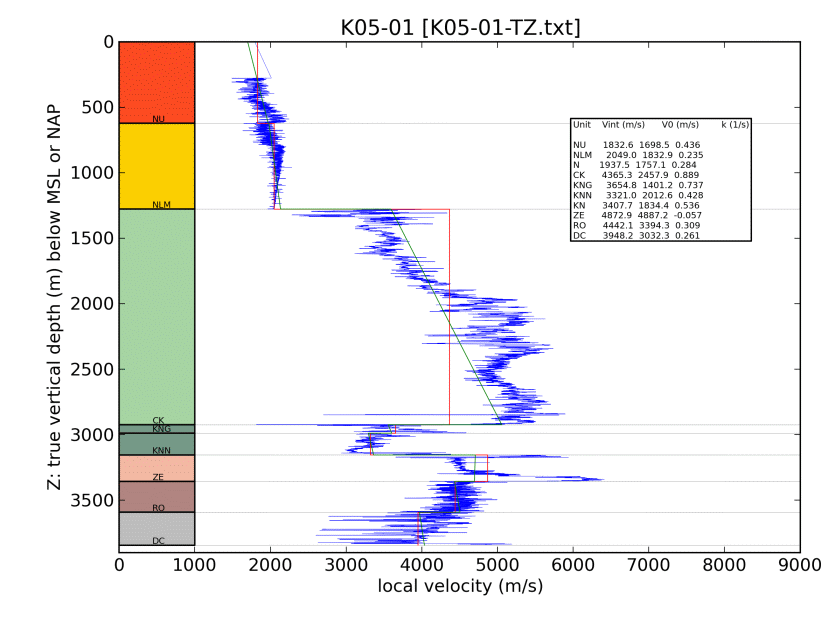 K05-01 [K05-01-TZ.txt]
Z: true vertical depth (m) below MSL or NAP
0
500
1000
1500
2000
2500
3000
3500
NU
NLM
CK
KNG
KNN
ZE
RO
DC
Unit Vint (m/s) V0 (m/s) k (1/s)
NU 1832.6 1698.5 0.436
NLM 2049.0 1832.9 0.235
N 1937.5 1757.1 0.284
CK 4365.3 2457.9 0.889
KNG 3654.8 1401.2 0.737
KNN 3321.0 2012.6 0.428
KN 3407.7 1834.4 0.536
ZE 4872.9 4887.2 -0.057
RO 4442.1 3394.3 0.309
DC 3948.2 3032.3 0.261
0 1000 2000 3000 4000 5000 6000 7000 8000 9000
local velocity (m/s)